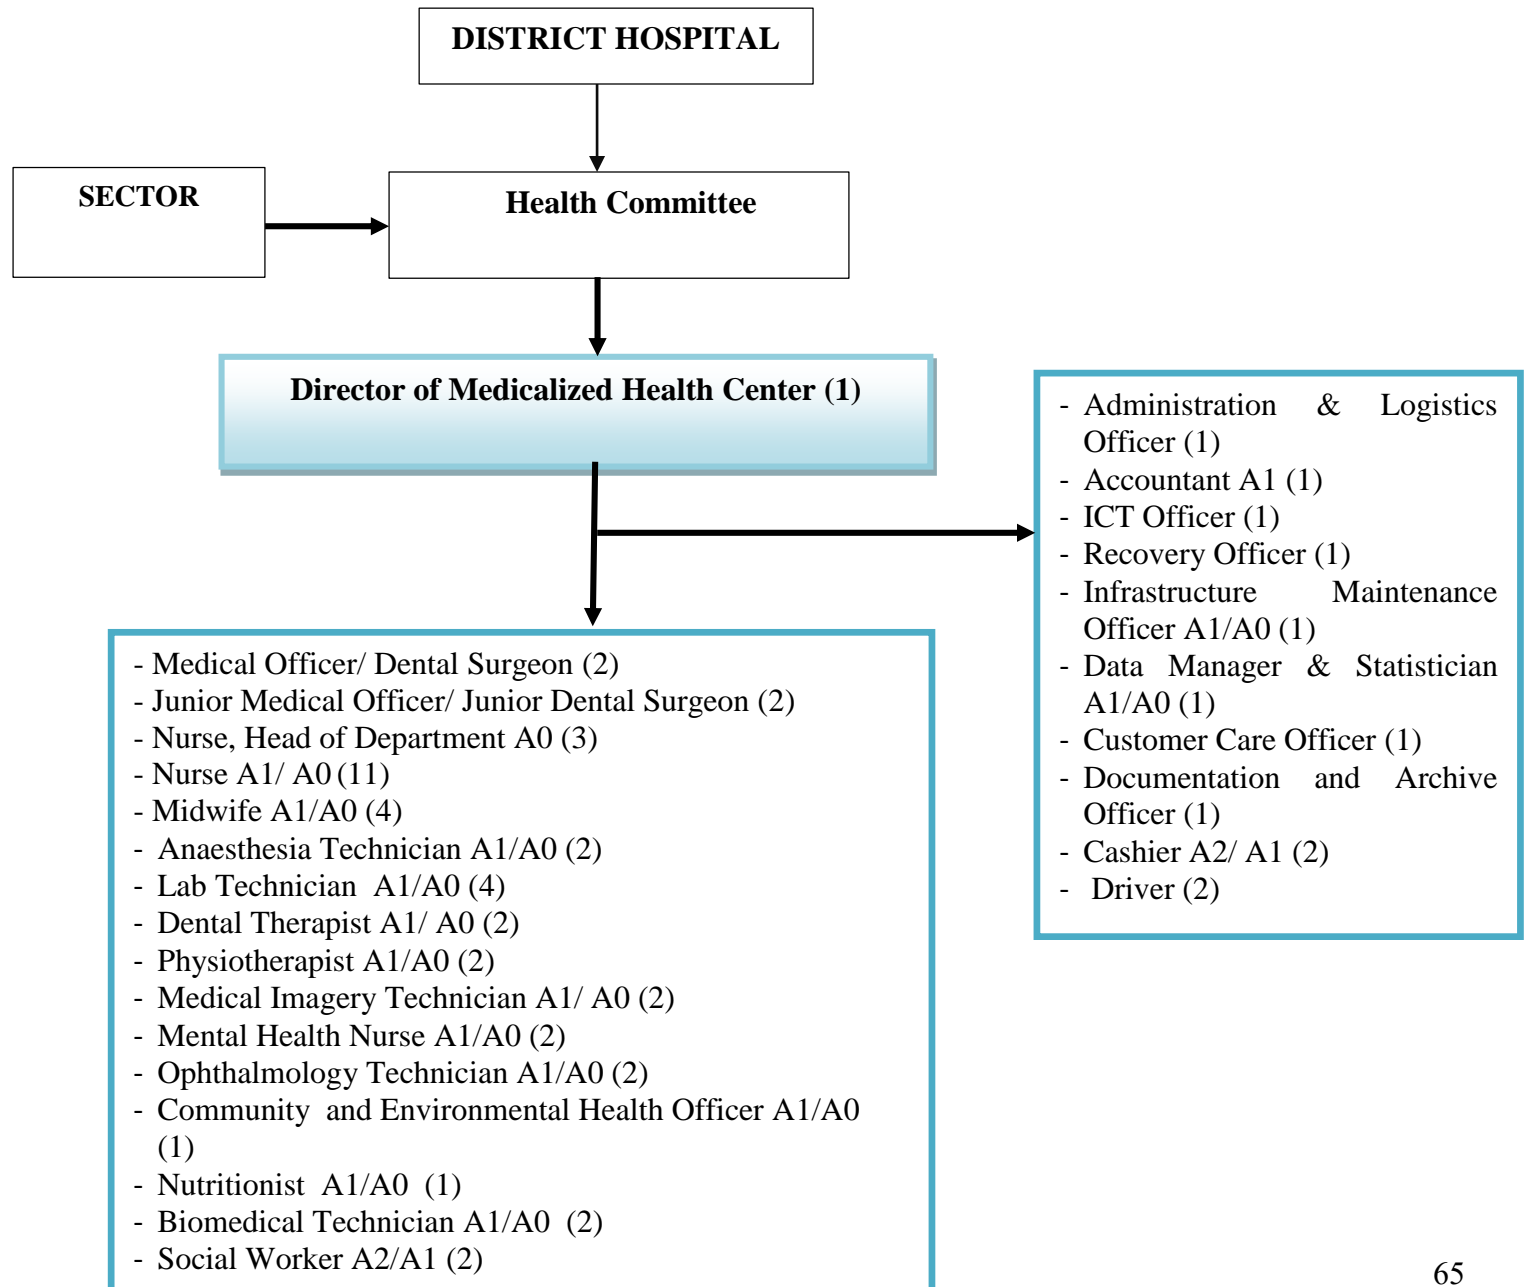 DISTRICT HOSPITAL
SECTOR
Health Committee
Director of Medicalized Health Center (1)
- Administration & Logistics
Officer (1)
- Accountant A1 (1)
- ICT Officer (1)
- Recovery Officer (1)
- Infrastructure Maintenance
Officer A1/A0 (1)
- Data Manager & Statistician
A1/A0 (1)
- Customer Care Officer (1)
- Documentation and Archive
Officer (1)
- Cashier A2/ A1 (2)
- Driver (2)
- Medical Officer/ Dental Surgeon (2)
- Junior Medical Officer/ Junior Dental Surgeon (2)
- Nurse, Head of Department A0 (3)
- Nurse A1/ A0 (11)
- Midwife A1/A0 (4)
- Anaesthesia Technician A1/A0 (2)
- Lab Technician A1/A0 (4)
- Dental Therapist A1/ A0 (2)
- Physiotherapist A1/A0 (2)
- Medical Imagery Technician A1/ A0 (2)
- Mental Health Nurse A1/A0 (2)
- Ophthalmology Technician A1/A0 (2)
- Community and Environmental Health Officer A1/A0
(1)
- Nutritionist A1/A0 (1)
- Biomedical Technician A1/A0 (2)
- Social Worker A2/A1 (2)
65